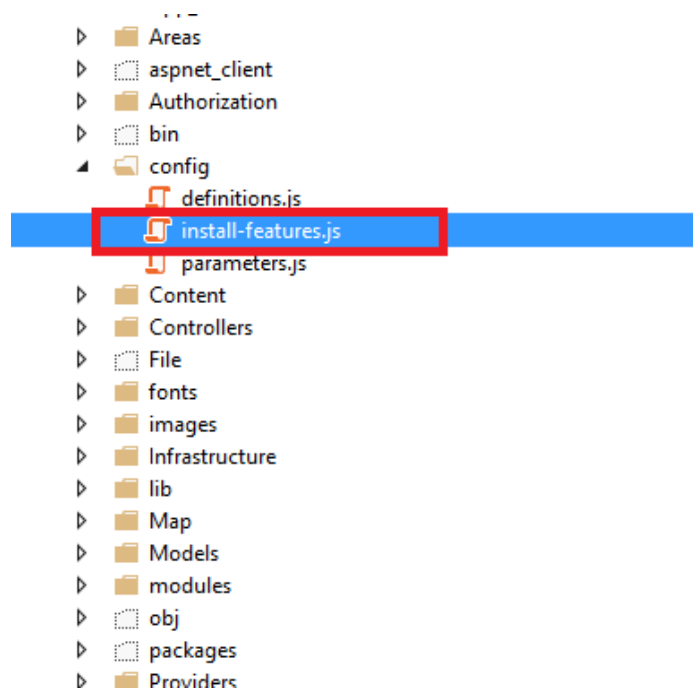 Areas
aspnet_client
Authorization
bin
config
definitions.js
install-features.js
parameters.js
Content
Controllers
File
fonts
images
Infrastructure
lib
Map
Models
modules
obj
packages
Providers